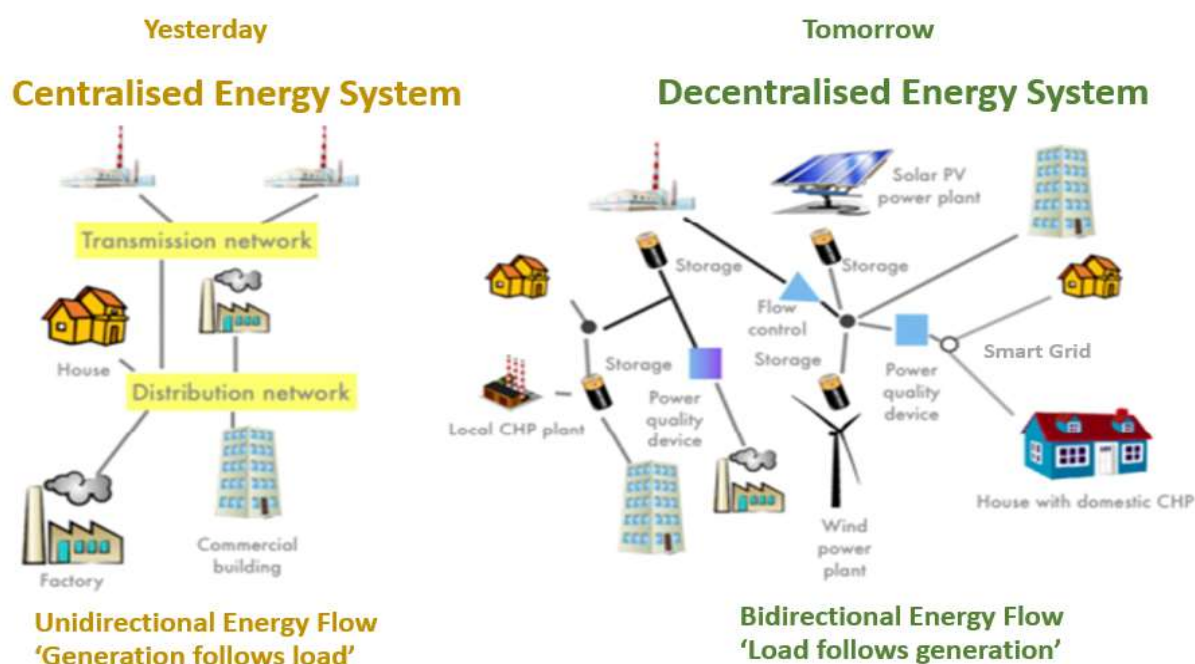 Yesterday
Centralised Energy System
Transmission network
House
Distribution network
Factory
Commercial
building
Unidirectional Energy Flow
'Generation follows load'
Tomorrow
Decentralised Energy System
Solar PV
power plant
Storage
Storage
Flow
control
Storage
Storage
Smart Grid
Power
quality
device
Power
quality
device
Local CHP plant
House with domestic CHP
Wind
power
plant
Bidirectional Energy Flow
'Load follows generation'